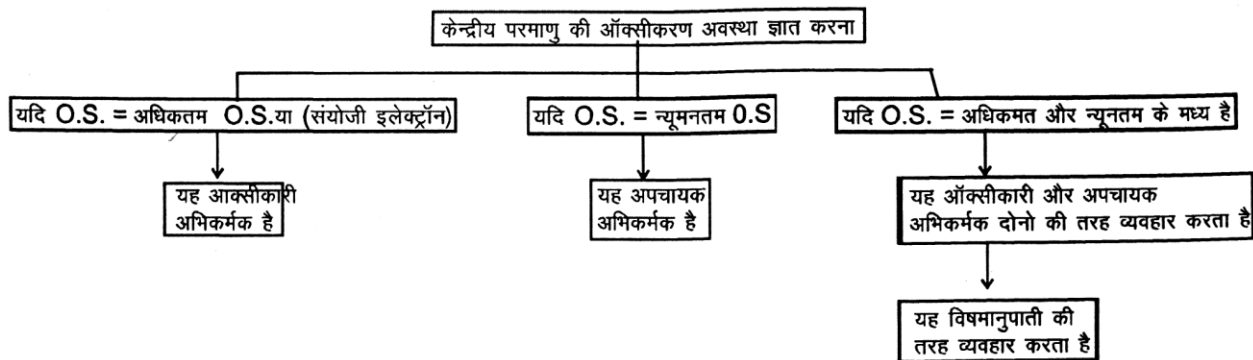 केन्द्रीय परमाणु की ऑक्सीकरण अवस्था ज्ञात करना
यदि O.S. = अधिकतम O.S.या (संयोजी इलेक्ट्रॉन)
यदि O.S. = न्यूमनतम 0.S
यदि O.S. = अधिकमत और न्यूनतम के मध्य है
यह आक्सीकारी
अभिकर्मक है
यह अपचायक
अभिकर्मक है
यह ऑक्सीकारी और अपचायक
अभिकर्मक दोनो की तरह व्यवहार करता है
यह विषमानुपाती की
तरह व्यवहार करता है